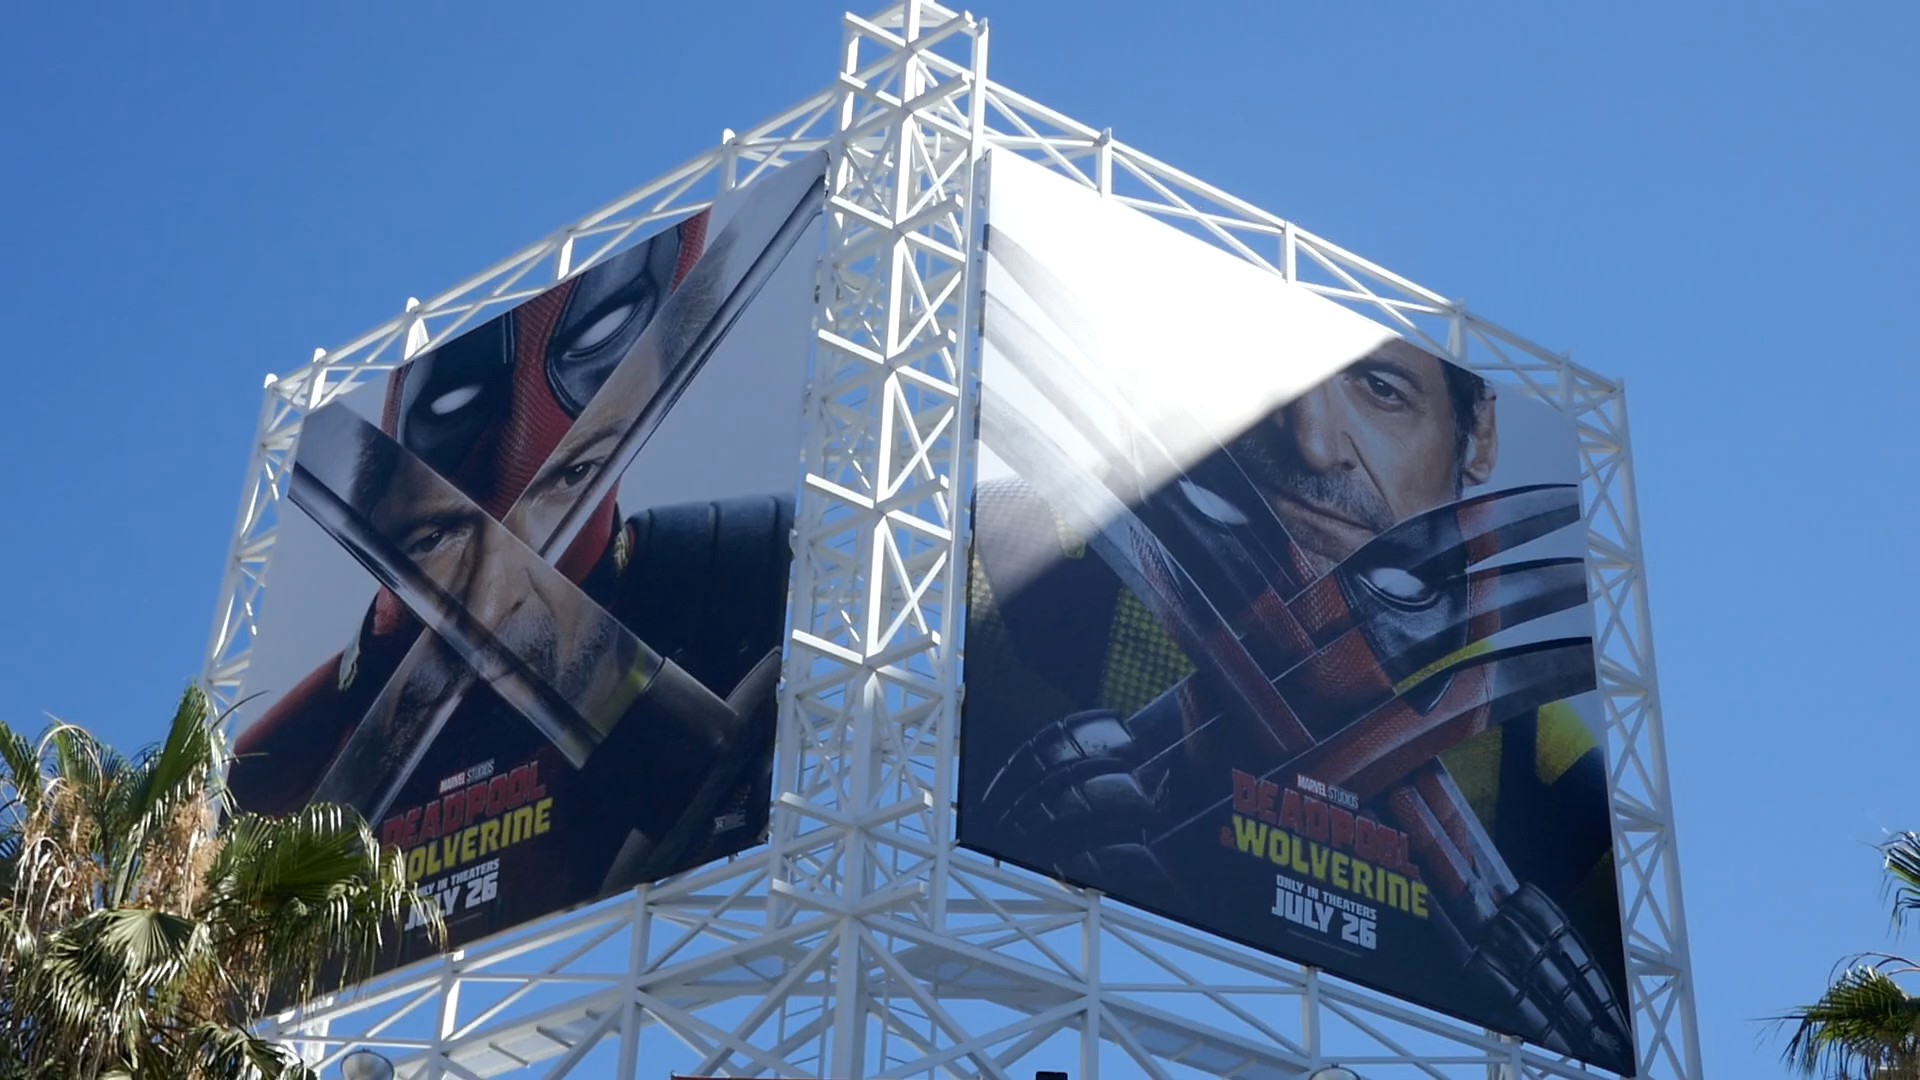 MARVEL STUDIOS
DEADPOOL
WOLVERINE
ONLY IN THEATERS
JULY 26
MARVEL STUDIOS
DEADPOOL
& WOLVERINE
ONLY IN THEATERS
JULY 26